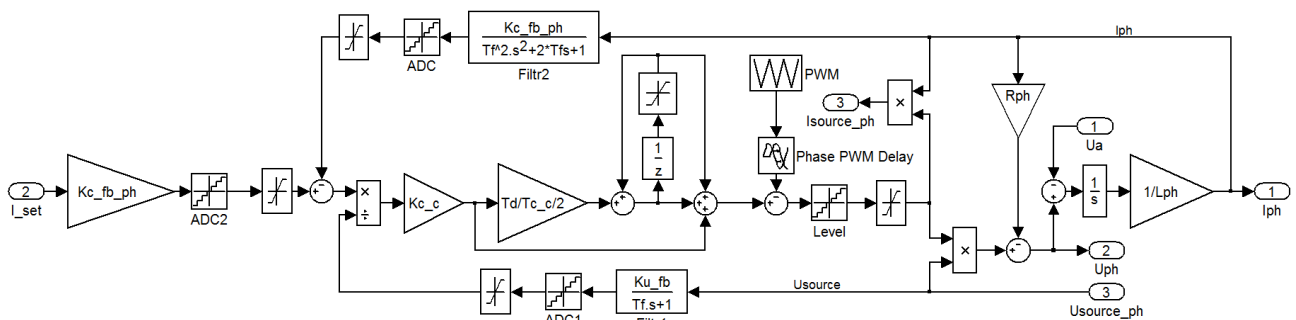 Kc_fb_ph
Tf^2.s²+2*Tfs+1
Filtr2
ADC
Iph
PWM
Phase PWM Delay
3
Isource_ph
×
Rph
1
Ua
2
I_set
Kc_fb_ph
ADC2
×
÷
Kc_c
Td/Tc_c/2
1
z
Level
×
1
s
1/Lph
1
Iph
2
Uph
Ku_fb
Tf.s+1
ADC1
Usource
3
Usource_ph